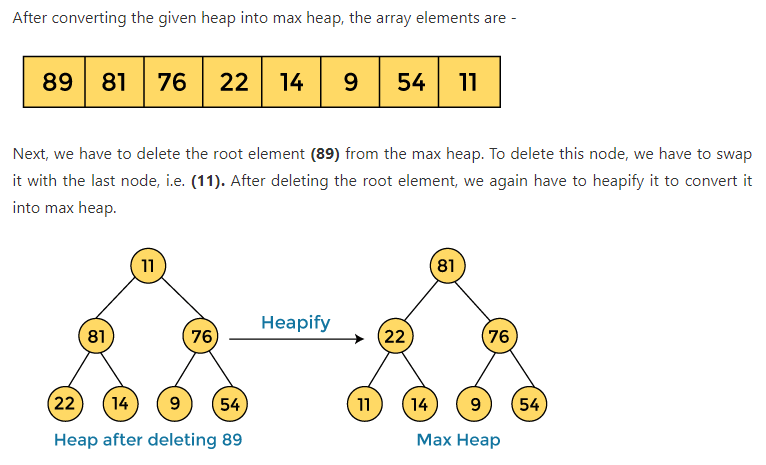 After converting the given heap into max heap, the array elements are -
89 81 76 22 14 9 54 11
Next, we have to delete the root element (89) from the max heap. To delete this node, we have to swap
it with the last node, i.e. (11). After deleting the root element, we again have to heapify it to convert it
into max heap.
11
81 76
22 14 9 54
Heap after deleting 89
Heapify
81
22 76
11 14 9 54
Max Heap